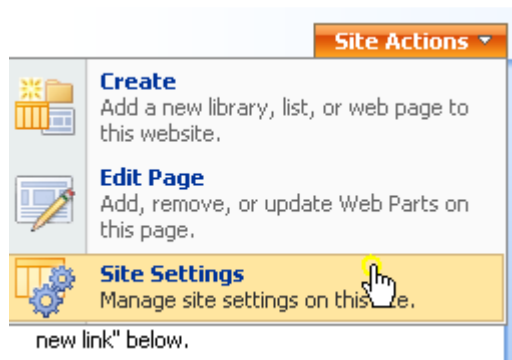 Site Actions
Create
Add a new library, list, or web page to
this website.
Edit Page
Add, remove, or update Web Parts on
this page.
Site Settings
Manage site settings on this
new link" below.